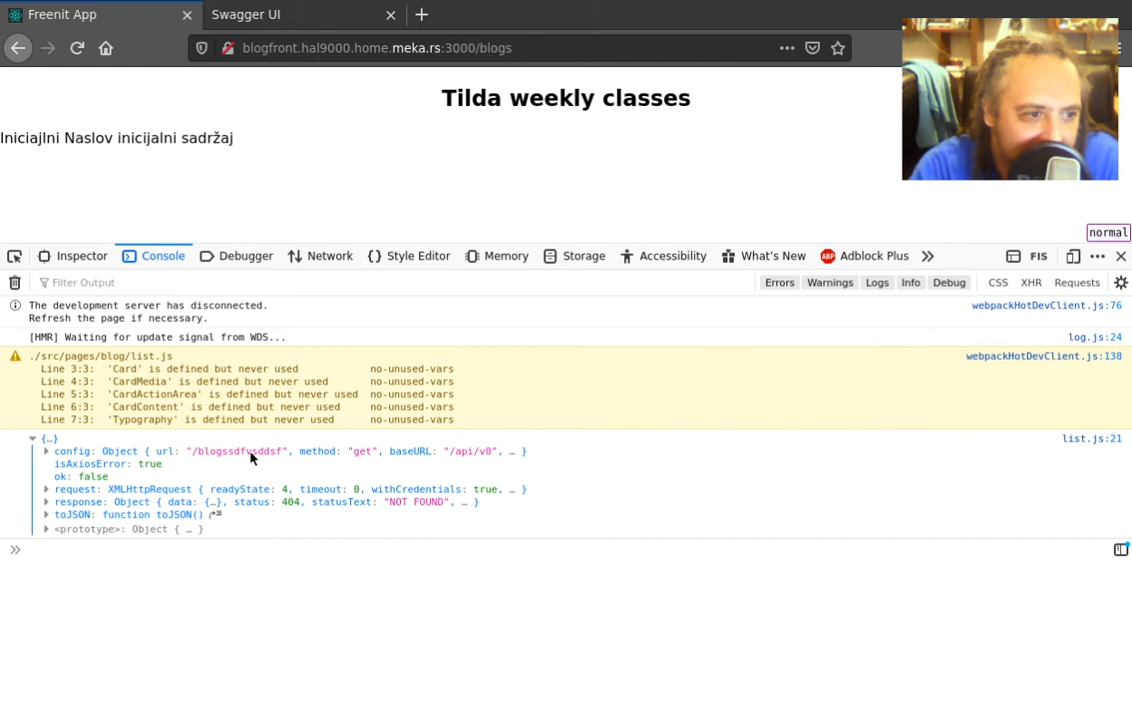 Freenit App
Swagger UI
blogfront.hal9000.home.meka.rs:3000/blogs
Tilda weekly classes
Iniciajlni Naslov inicijalni sadržaj
normal
Inspector Console Debugger Network Style Editor Memory Storage Accessibility What's New Adblock Plus FIS
Filter Output Errors Warnings Logs Info Debug CSS XHR Requests
The development server has disconnected. webpackHotDevClient.js:76
Refresh the page if necessary.
[HMR] Waiting for update signal from WDS... log.js:24
./src/pages/blog/list.js webpackHotDevClient.js:138
Line 3:3: 'Card' is defined but never used no-unused-vars
Line 4:3: 'CardMedia' is defined but never used no-unused-vars
Line 5:3: 'CardActionArea' is defined but never used no-unused-vars
Line 6:3: 'CardContent' is defined but never used no-unused-vars
Line 7:3: 'Typography' is defined but never used no-unused-vars
{…} list.js:21
config: Object { url: "/blogssdfvsddsf", method: "get", baseURL: "/api/v0", … }
isAxiosError: true
ok: false
request: XMLHttpRequest { readyState: 4, timeout: 0, withCredentials: true, … }
response: Object { data: {…}, status: 404, statusText: "NOT FOUND", … }
toJSON: function toJSON()
<prototype>: Object { … }